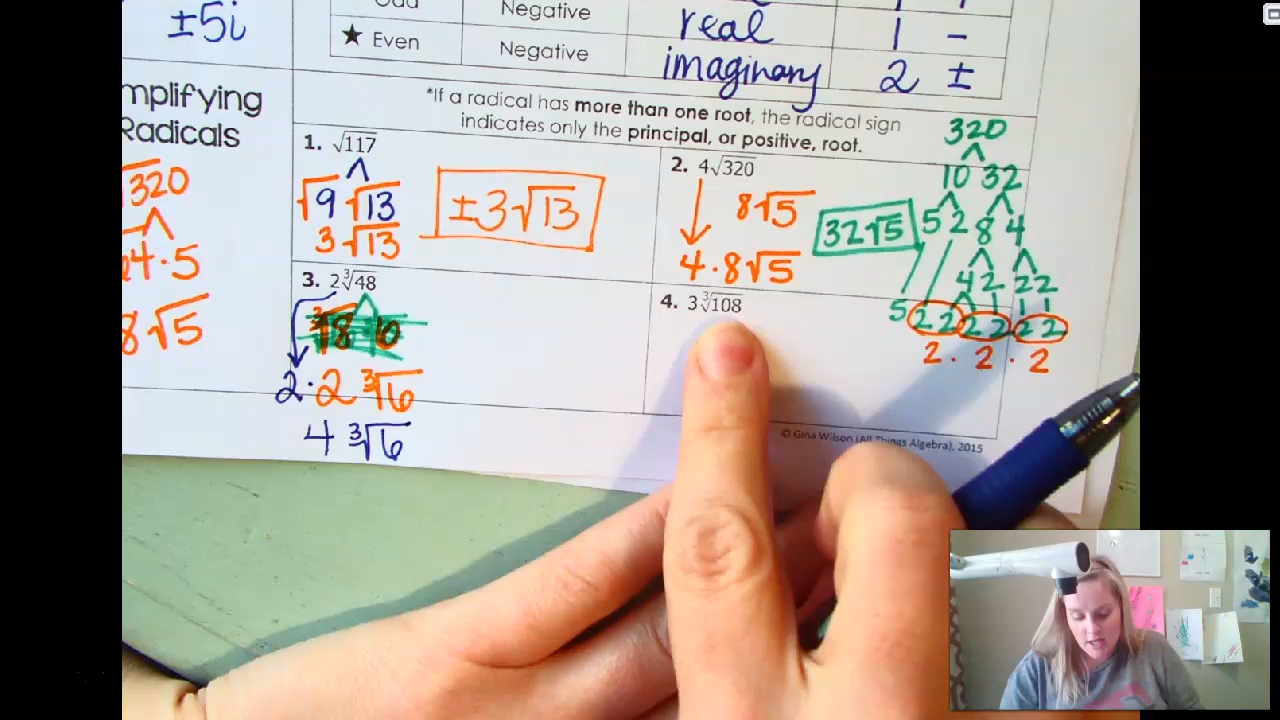 ±5i
Odd Negative real 1 -
★ Even Negative imaginary 2 ±
*If a radical has more than one root, the radical sign
indicates only the principal, or positive, root.
mplifying
Radicals
√320
4·5
8√5
1. √117
√9 √13
3√13
±3√13
2. 4√320
8√5
4·8√5
32√5
320
10 32
5 2 8 4
4 2 2 2
5 2 2 2 2 2 2
2 · 2 · 2
3. 2∛48
∛8 6
2·2∛6
4∛6
4. 3∛108
© Gina Wilson (All Things Algebra), 2015